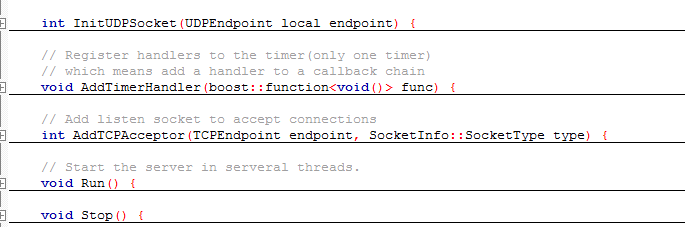 int InitUDPSocket(UDPEndpoint local endpoint) {
// Register handlers to the timer(only one timer)
// which means add a handler to a callback chain
void AddTimerHandler(boost::function<void()> func) {
// Add listen socket to accept connections
int AddTCPAcceptor(TCPEndpoint endpoint, SocketInfo::SocketType type) {
// Start the server in serveral threads.
void Run() {
void Stop() {